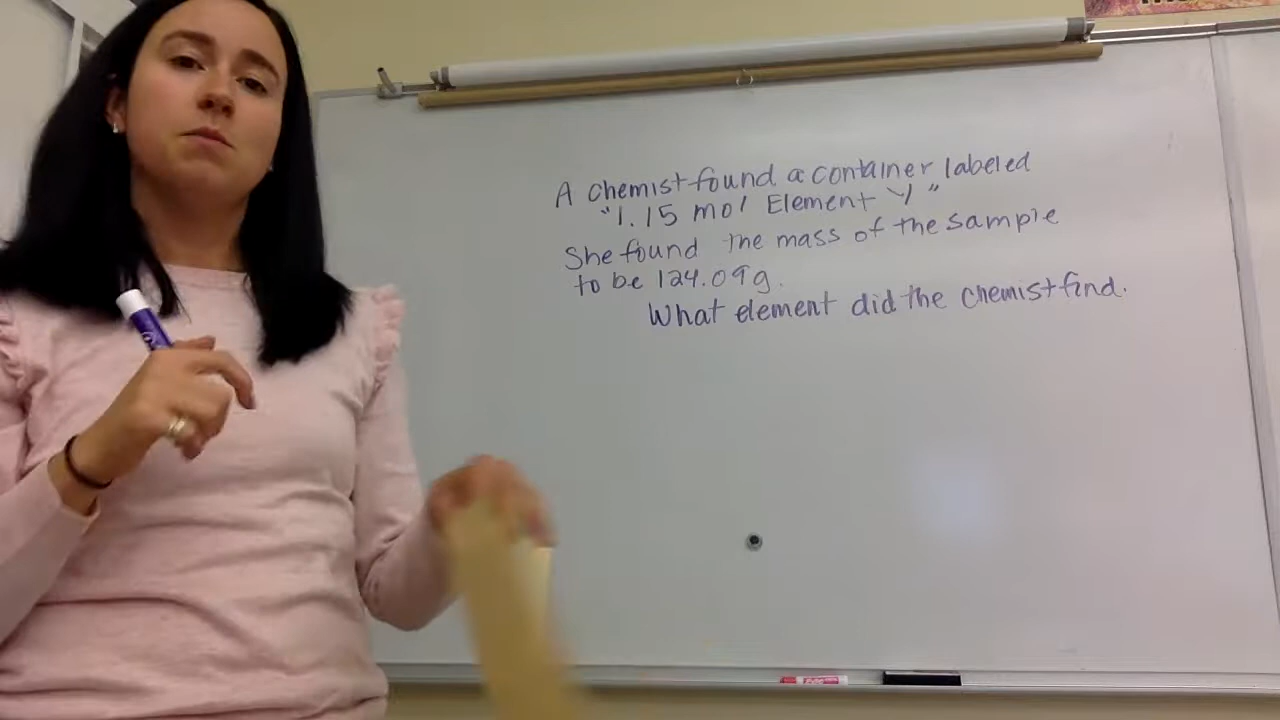 A chemist found a container labeled
"1.15 mol Element Y"
She found the mass of the sample
to be 124.09g.
What element did the chemist find.